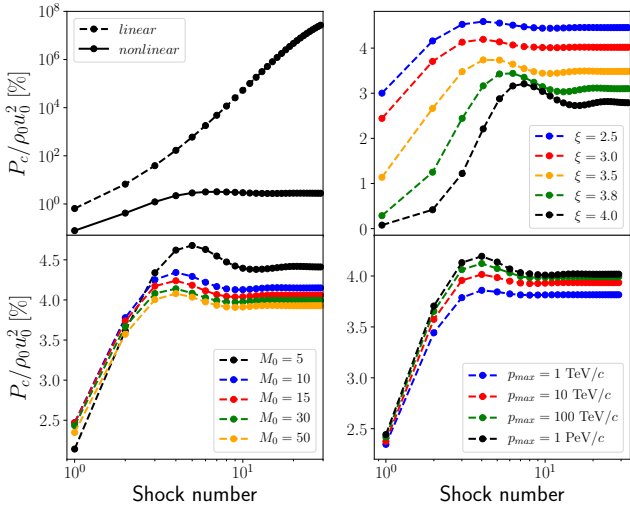 10^8
10^6
10^4
10^2
10^0
P_c/ρ_0u_0^2 [%]
linear
nonlinear
4
3
2
1
0
ξ = 2.5
ξ = 3.0
ξ = 3.5
ξ = 3.8
ξ = 4.0
4.5
4.0
3.5
3.0
2.5
P_c/ρ_0u_0^2 [%]
M_0 = 5
M_0 = 10
M_0 = 15
M_0 = 30
M_0 = 50
10^0
10^1
Shock number
4.0
3.5
3.0
2.5
p_max = 1 TeV/c
p_max = 10 TeV/c
p_max = 100 TeV/c
p_max = 1 PeV/c
10^0
10^1
Shock number